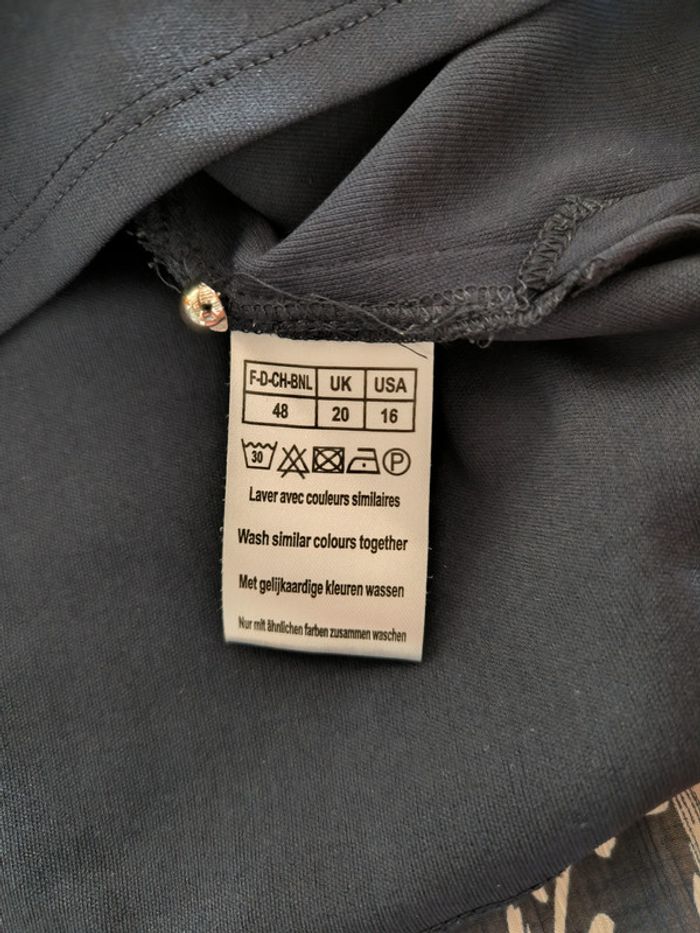 F-D-CH-BNL UK USA
48 20 16
30 P
Laver avec couleurs similaires
Wash similar colours together
Met gelijkaardige kleuren wassen
Nur mit ähnlichen farben zusammen waschen